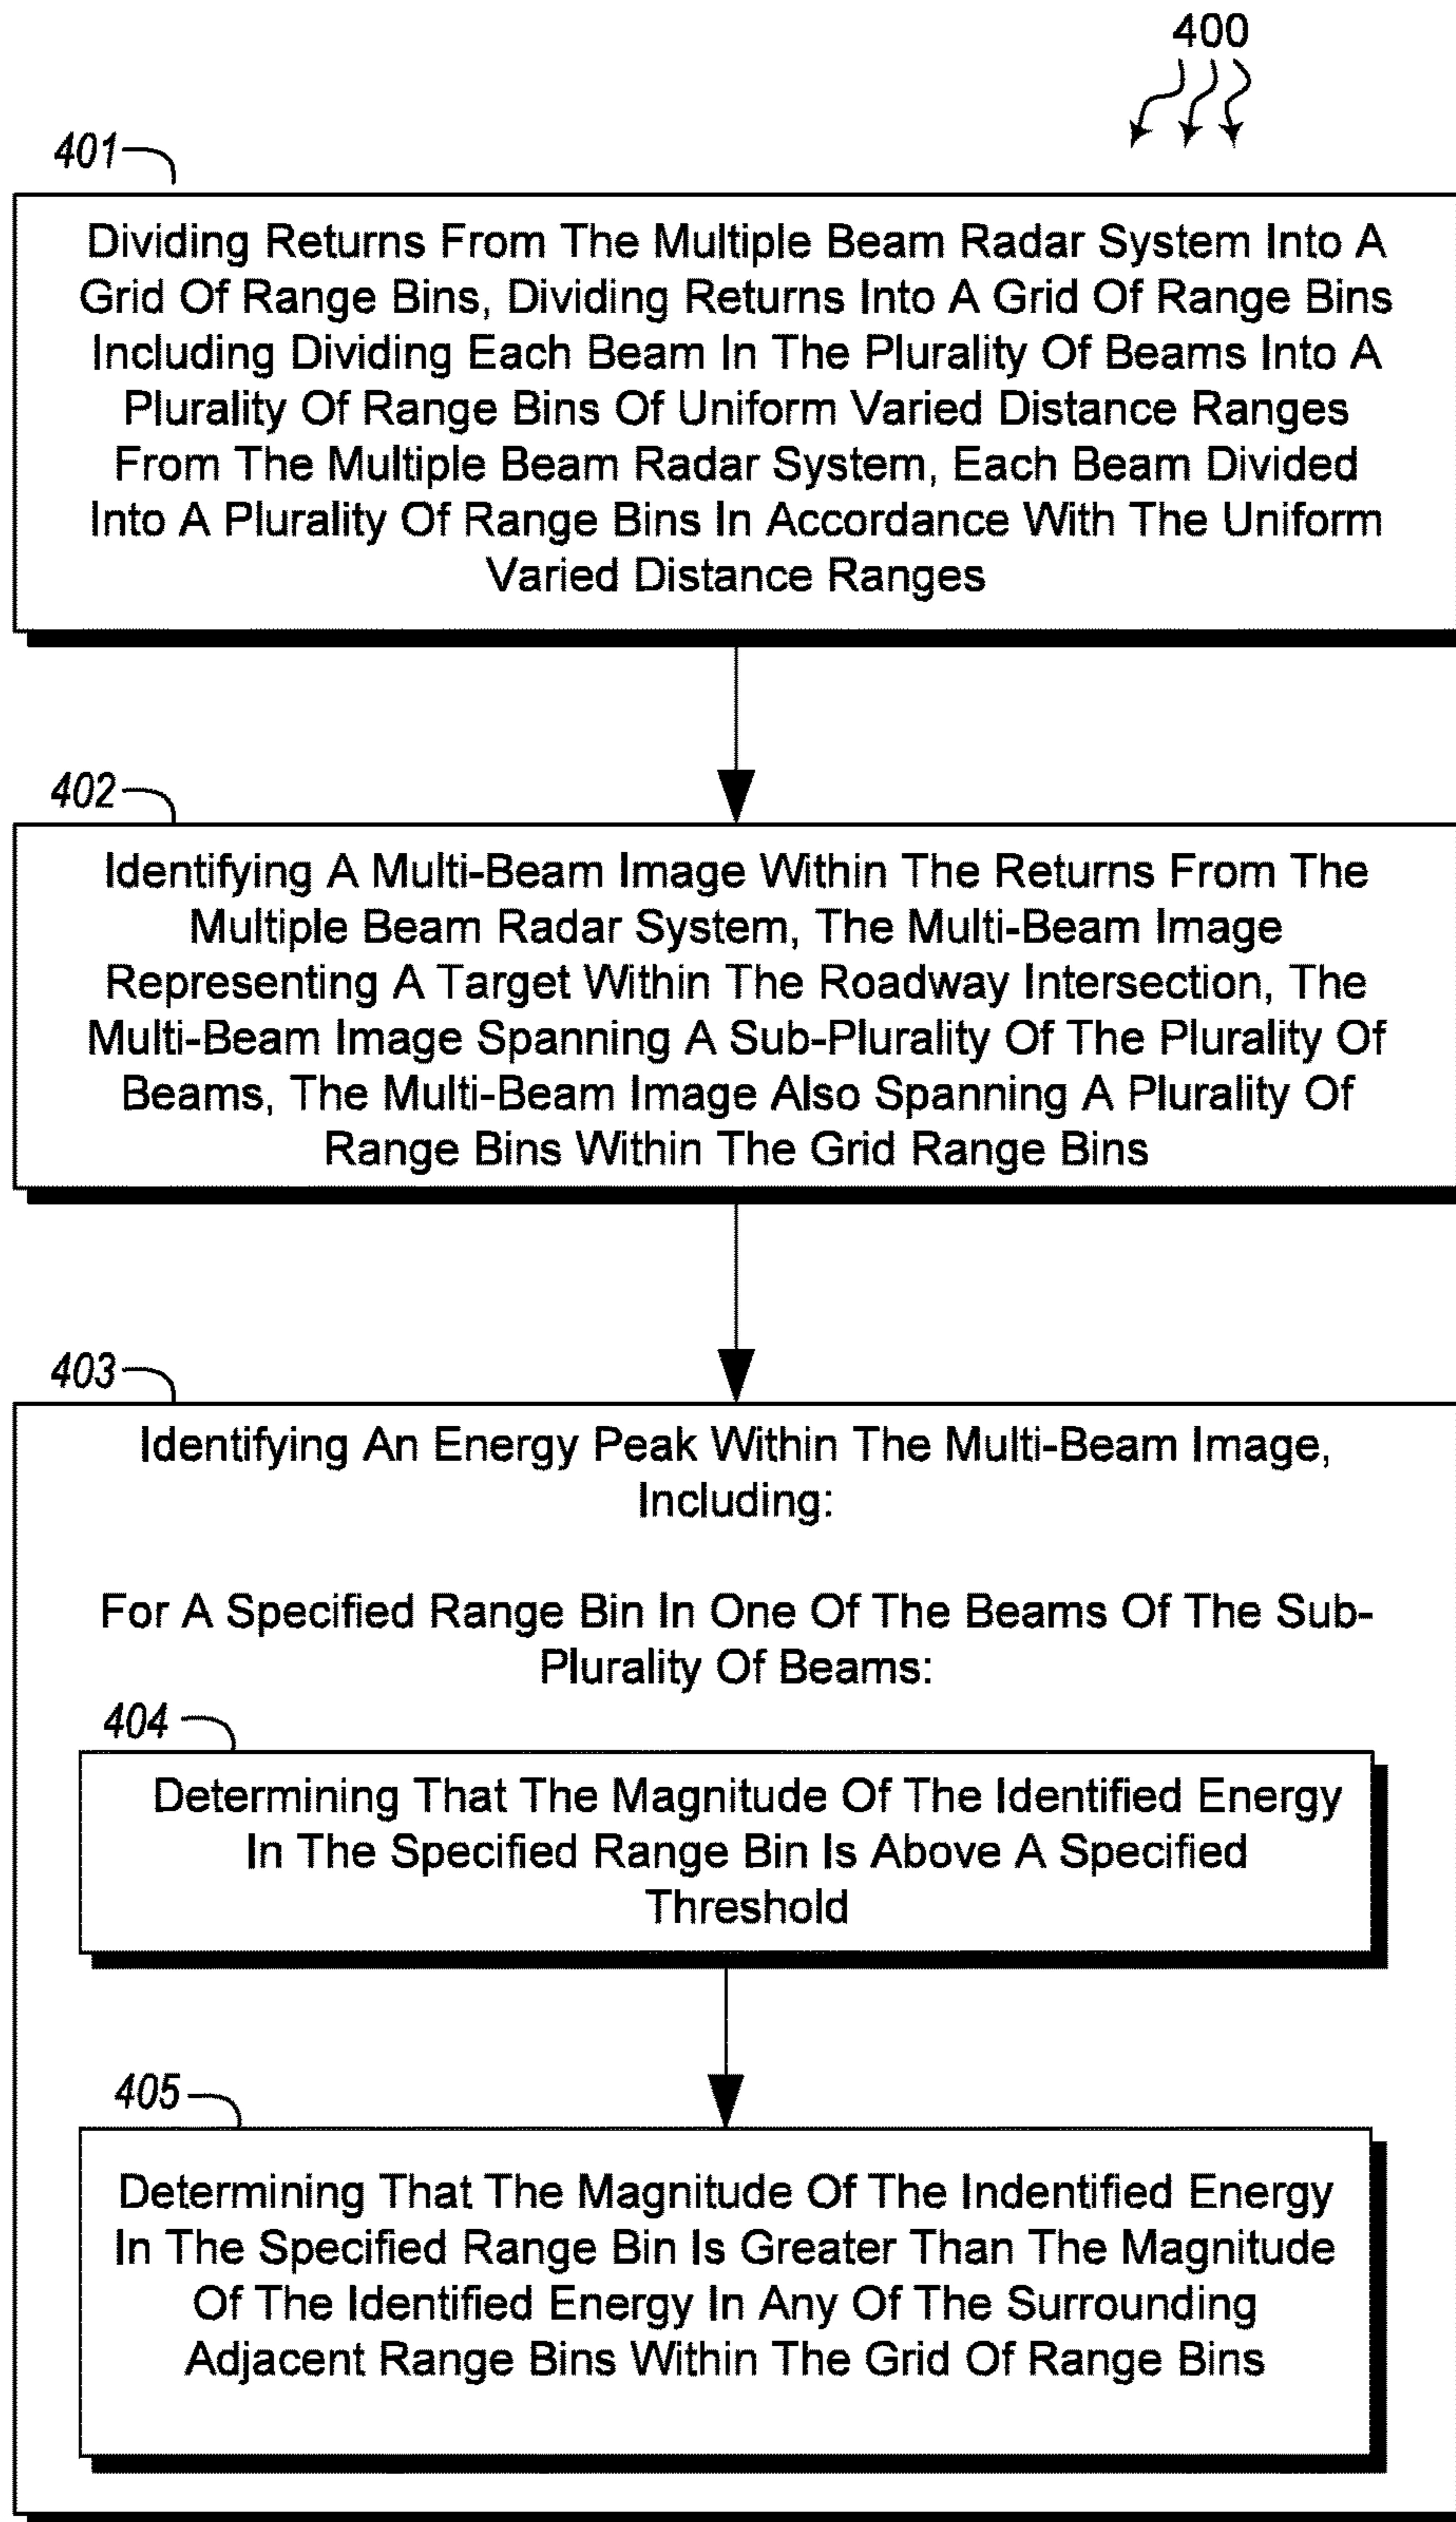 400
401
Dividing Returns From The Multiple Beam Radar System Into A
Grid Of Range Bins, Dividing Returns Into A Grid Of Range Bins
Including Dividing Each Beam In The Plurality Of Beams Into A
Plurality Of Range Bins Of Uniform Varied Distance Ranges
From The Multiple Beam Radar System, Each Beam Divided
Into A Plurality Of Range Bins In Accordance With The Uniform
Varied Distance Ranges
402
Identifying A Multi-Beam Image Within The Returns From The
Multiple Beam Radar System, The Multi-Beam Image
Representing A Target Within The Roadway Intersection, The
Multi-Beam Image Spanning A Sub-Plurality Of The Plurality Of
Beams, The Multi-Beam Image Also Spanning A Plurality Of
Range Bins Within The Grid Range Bins
403
Identifying An Energy Peak Within The Multi-Beam Image,
Including:
For A Specified Range Bin In One Of The Beams Of The Sub-
Plurality Of Beams:
404
Determining That The Magnitude Of The Identified Energy
In The Specified Range Bin Is Above A Specified
Threshold
405
Determining That The Magnitude Of The Indentified Energy
In The Specified Range Bin Is Greater Than The Magnitude
Of The Identified Energy In Any Of The Surrounding
Adjacent Range Bins Within The Grid Of Range Bins